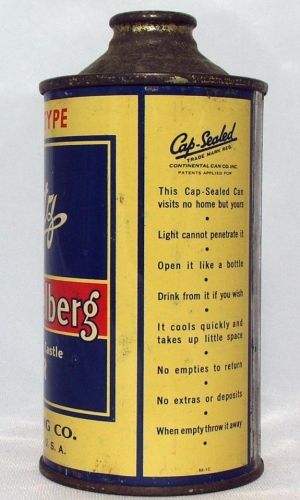 TYPE
lberg
Castle
G CO.
U. S. A.
Cap-Sealed
TRADE MARK REG.
CONTINENTAL CAN CO. INC.
PATENTS APPLIED FOR
This Cap-Sealed Can
visits no home but yours
Light cannot penetrate it
Open it like a bottle
Drink from it if you wish
It cools quickly and
takes up little space
No empties to return
No extras or deposits
When empty throw it away